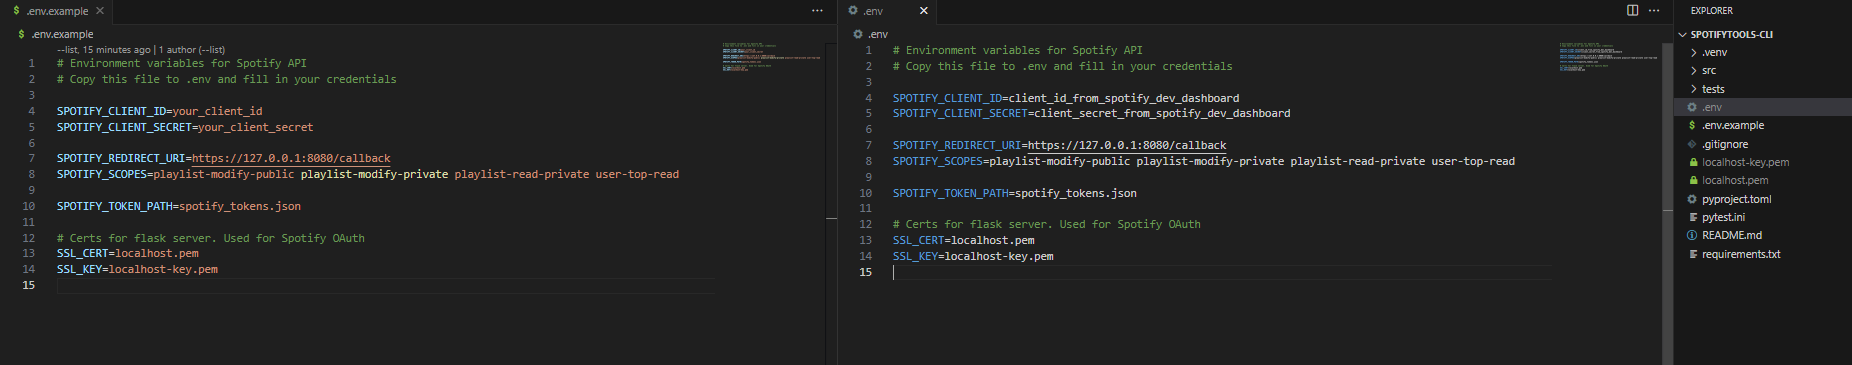 .env.example
.env.example
--list, 15 minutes ago | 1 author (--list)
1 # Environment variables for Spotify API
2 # Copy this file to .env and fill in your credentials
3
4 SPOTIFY_CLIENT_ID=your_client_id
5 SPOTIFY_CLIENT_SECRET=your_client_secret
6
7 SPOTIFY_REDIRECT_URI=https://127.0.0.1:8080/callback
8 SPOTIFY_SCOPES=playlist-modify-public playlist-modify-private playlist-read-private user-top-read
9
10 SPOTIFY_TOKEN_PATH=spotify_tokens.json
11
12 # Certs for flask server. Used for Spotify OAuth
13 SSL_CERT=localhost.pem
14 SSL_KEY=localhost-key.pem
15
.env
.env
1 # Environment variables for Spotify API
2 # Copy this file to .env and fill in your credentials
3
4 SPOTIFY_CLIENT_ID=client_id_from_spotify_dev_dashboard
5 SPOTIFY_CLIENT_SECRET=client_secret_from_spotify_dev_dashboard
6
7 SPOTIFY_REDIRECT_URI=https://127.0.0.1:8080/callback
8 SPOTIFY_SCOPES=playlist-modify-public playlist-modify-private playlist-read-private user-top-read
9
10 SPOTIFY_TOKEN_PATH=spotify_tokens.json
11
12 # Certs for flask server. Used for Spotify OAuth
13 SSL_CERT=localhost.pem
14 SSL_KEY=localhost-key.pem
15
EXPLORER
SPOTIFYTOOLS-CLI
.venv
src
tests
.env
.env.example
.gitignore
localhost-key.pem
localhost.pem
pyproject.toml
pytest.ini
README.md
requirements.txt